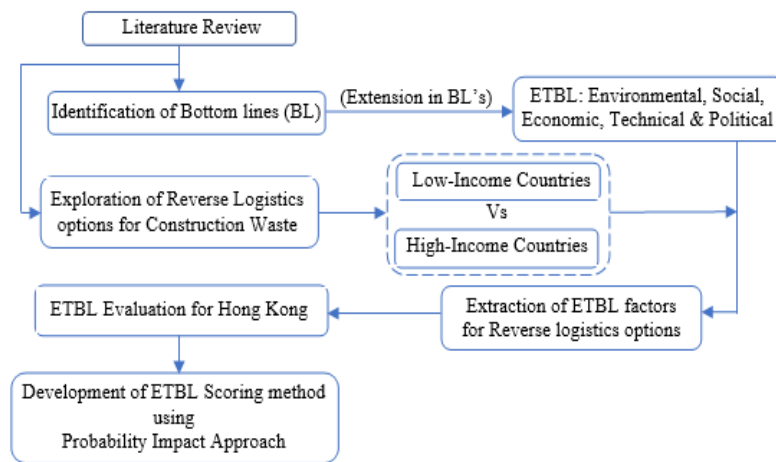 Literature Review
Identification of Bottom lines (BL)
(Extension in BL's)
ETBL: Environmental, Social,
Economic, Technical & Political
Exploration of Reverse Logistics
options for Construction Waste
Low-Income Countries
Vs
High-Income Countries
Extraction of ETBL factors
for Reverse logistics options
ETBL Evaluation for Hong Kong
Development of ETBL Scoring method
using
Probability Impact Approach